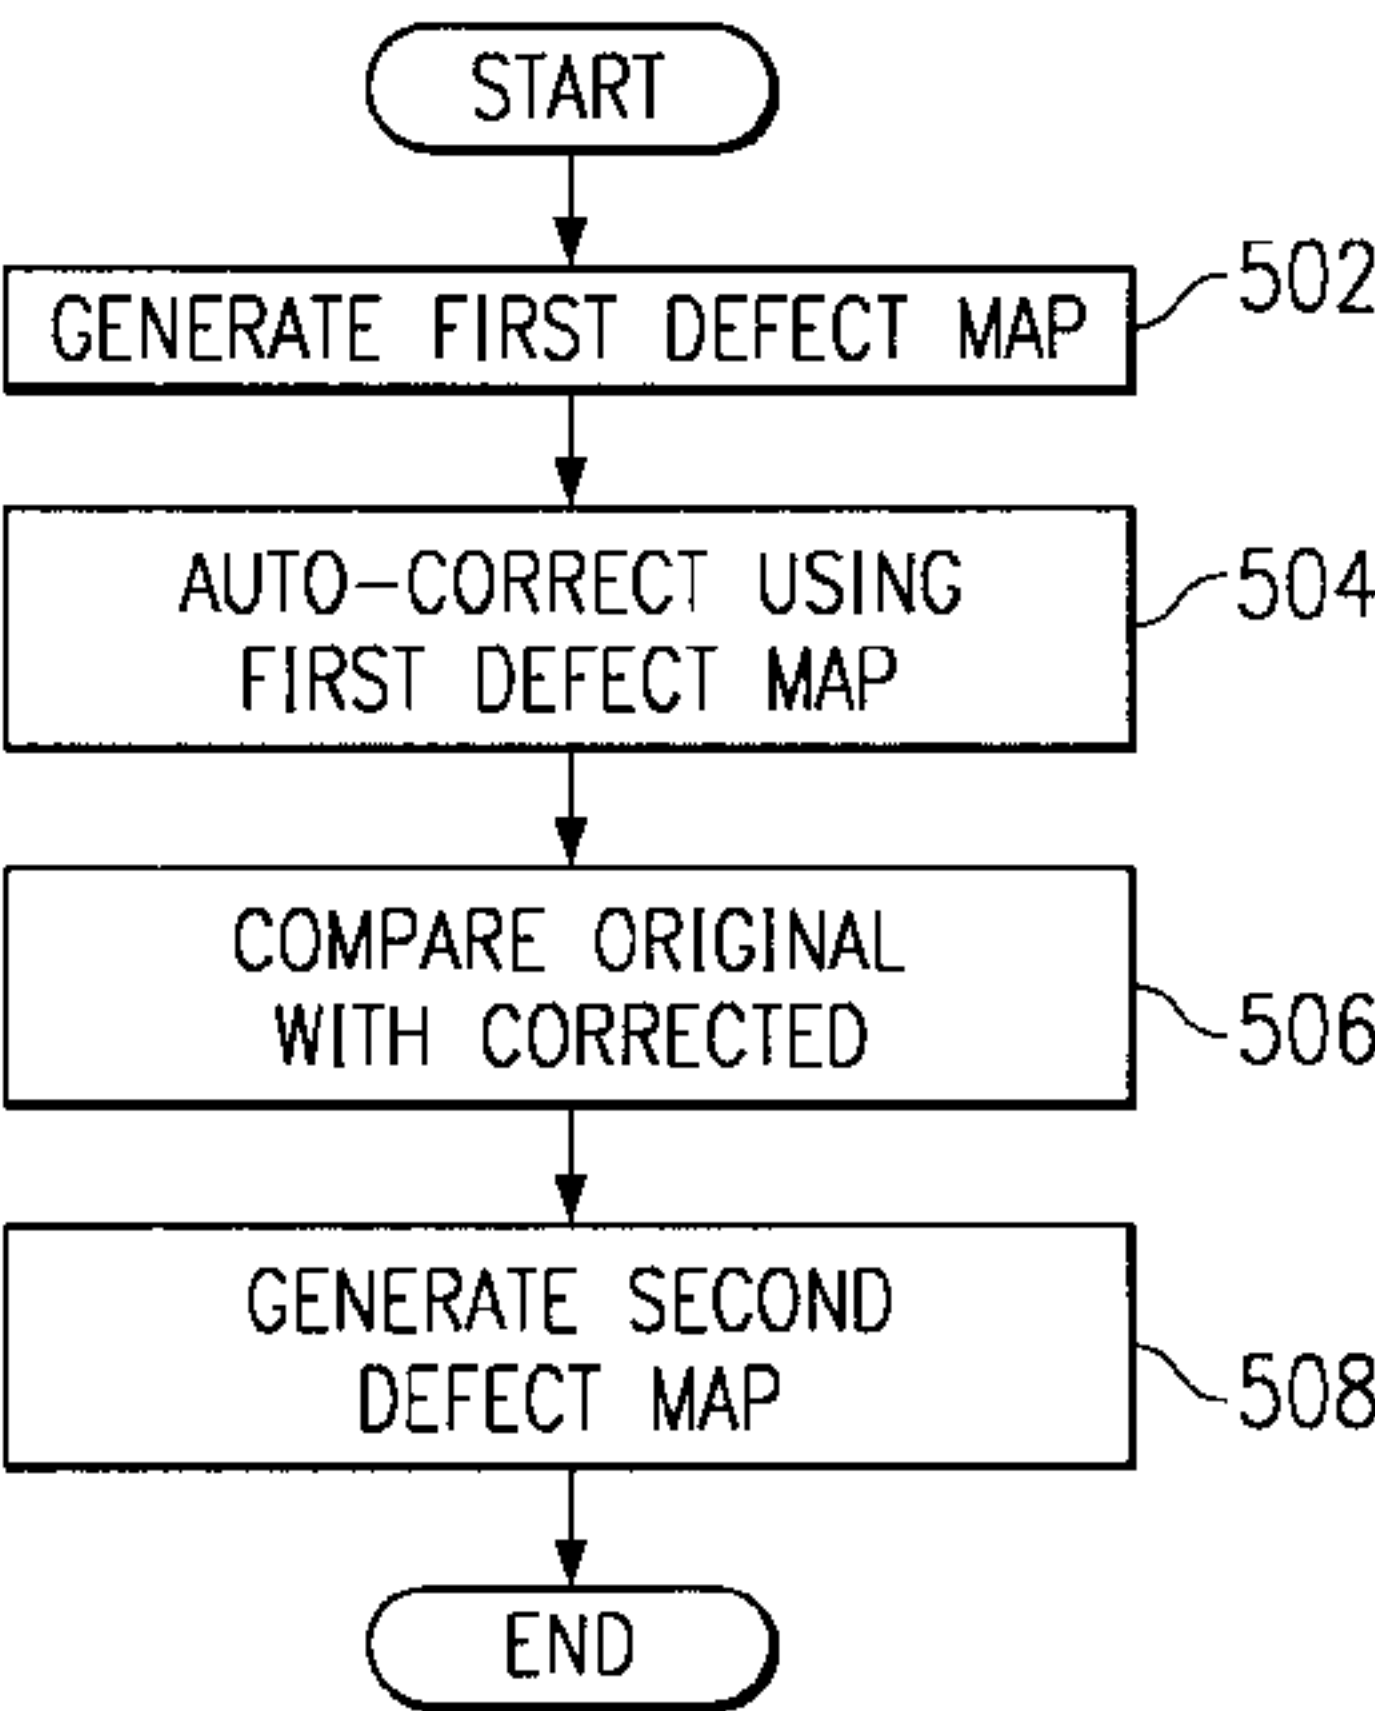 START
GENERATE FIRST DEFECT MAP
502
AUTO-CORRECT USING
FIRST DEFECT MAP
504
COMPARE ORIGINAL
WITH CORRECTED
506
GENERATE SECOND
DEFECT MAP
508
END